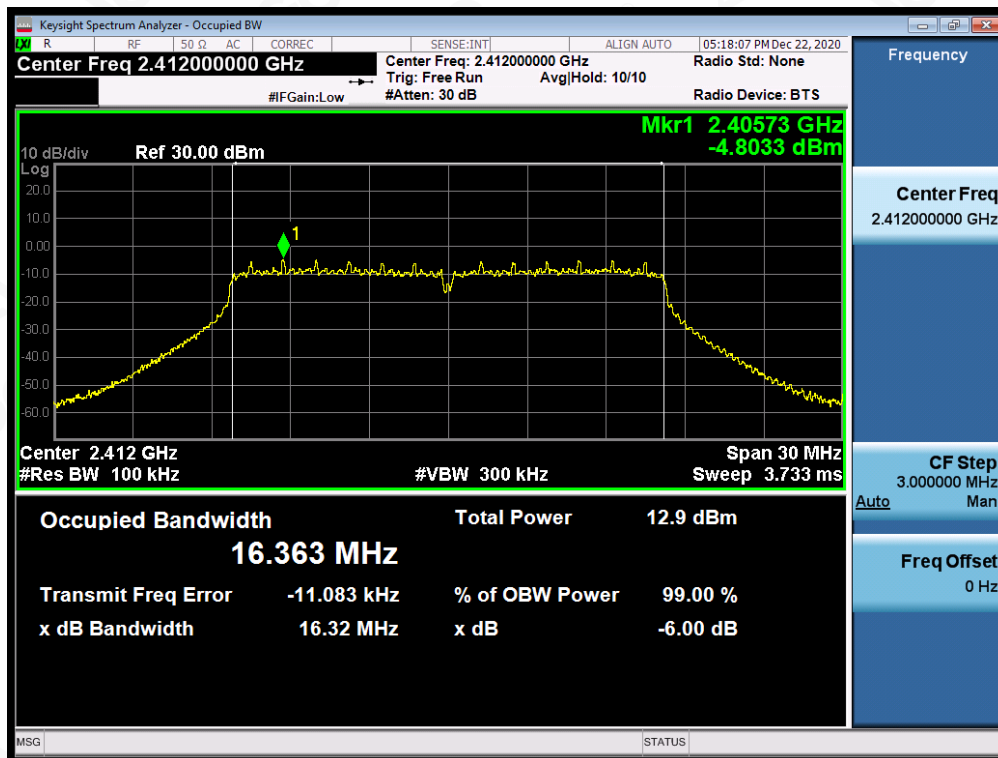 Keysight Spectrum Analyzer - Occupied BW
LXI R RF 50 Ω AC CORREC SENSE:INT ALIGN AUTO 05:18:07 PM Dec 22, 2020
Center Freq 2.412000000 GHz
#IFGain:Low
Center Freq: 2.412000000 GHz
Trig: Free Run Avg|Hold: 10/10
#Atten: 30 dB
Radio Std: None
Radio Device: BTS
Mkr1 2.40573 GHz
-4.8033 dBm
10 dB/div Ref 30.00 dBm
Log
20.0
10.0
0.00
-10.0
-20.0
-30.0
-40.0
-50.0
-60.0
1
Center 2.412 GHz Span 30 MHz
#Res BW 100 kHz #VBW 300 kHz Sweep 3.733 ms
Occupied Bandwidth Total Power 12.9 dBm
16.363 MHz
Transmit Freq Error -11.083 kHz % of OBW Power 99.00 %
x dB Bandwidth 16.32 MHz x dB -6.00 dB
MSG STATUS
Frequency
Center Freq
2.412000000 GHz
CF Step
3.000000 MHz
Auto Man
Freq Offset
0 Hz